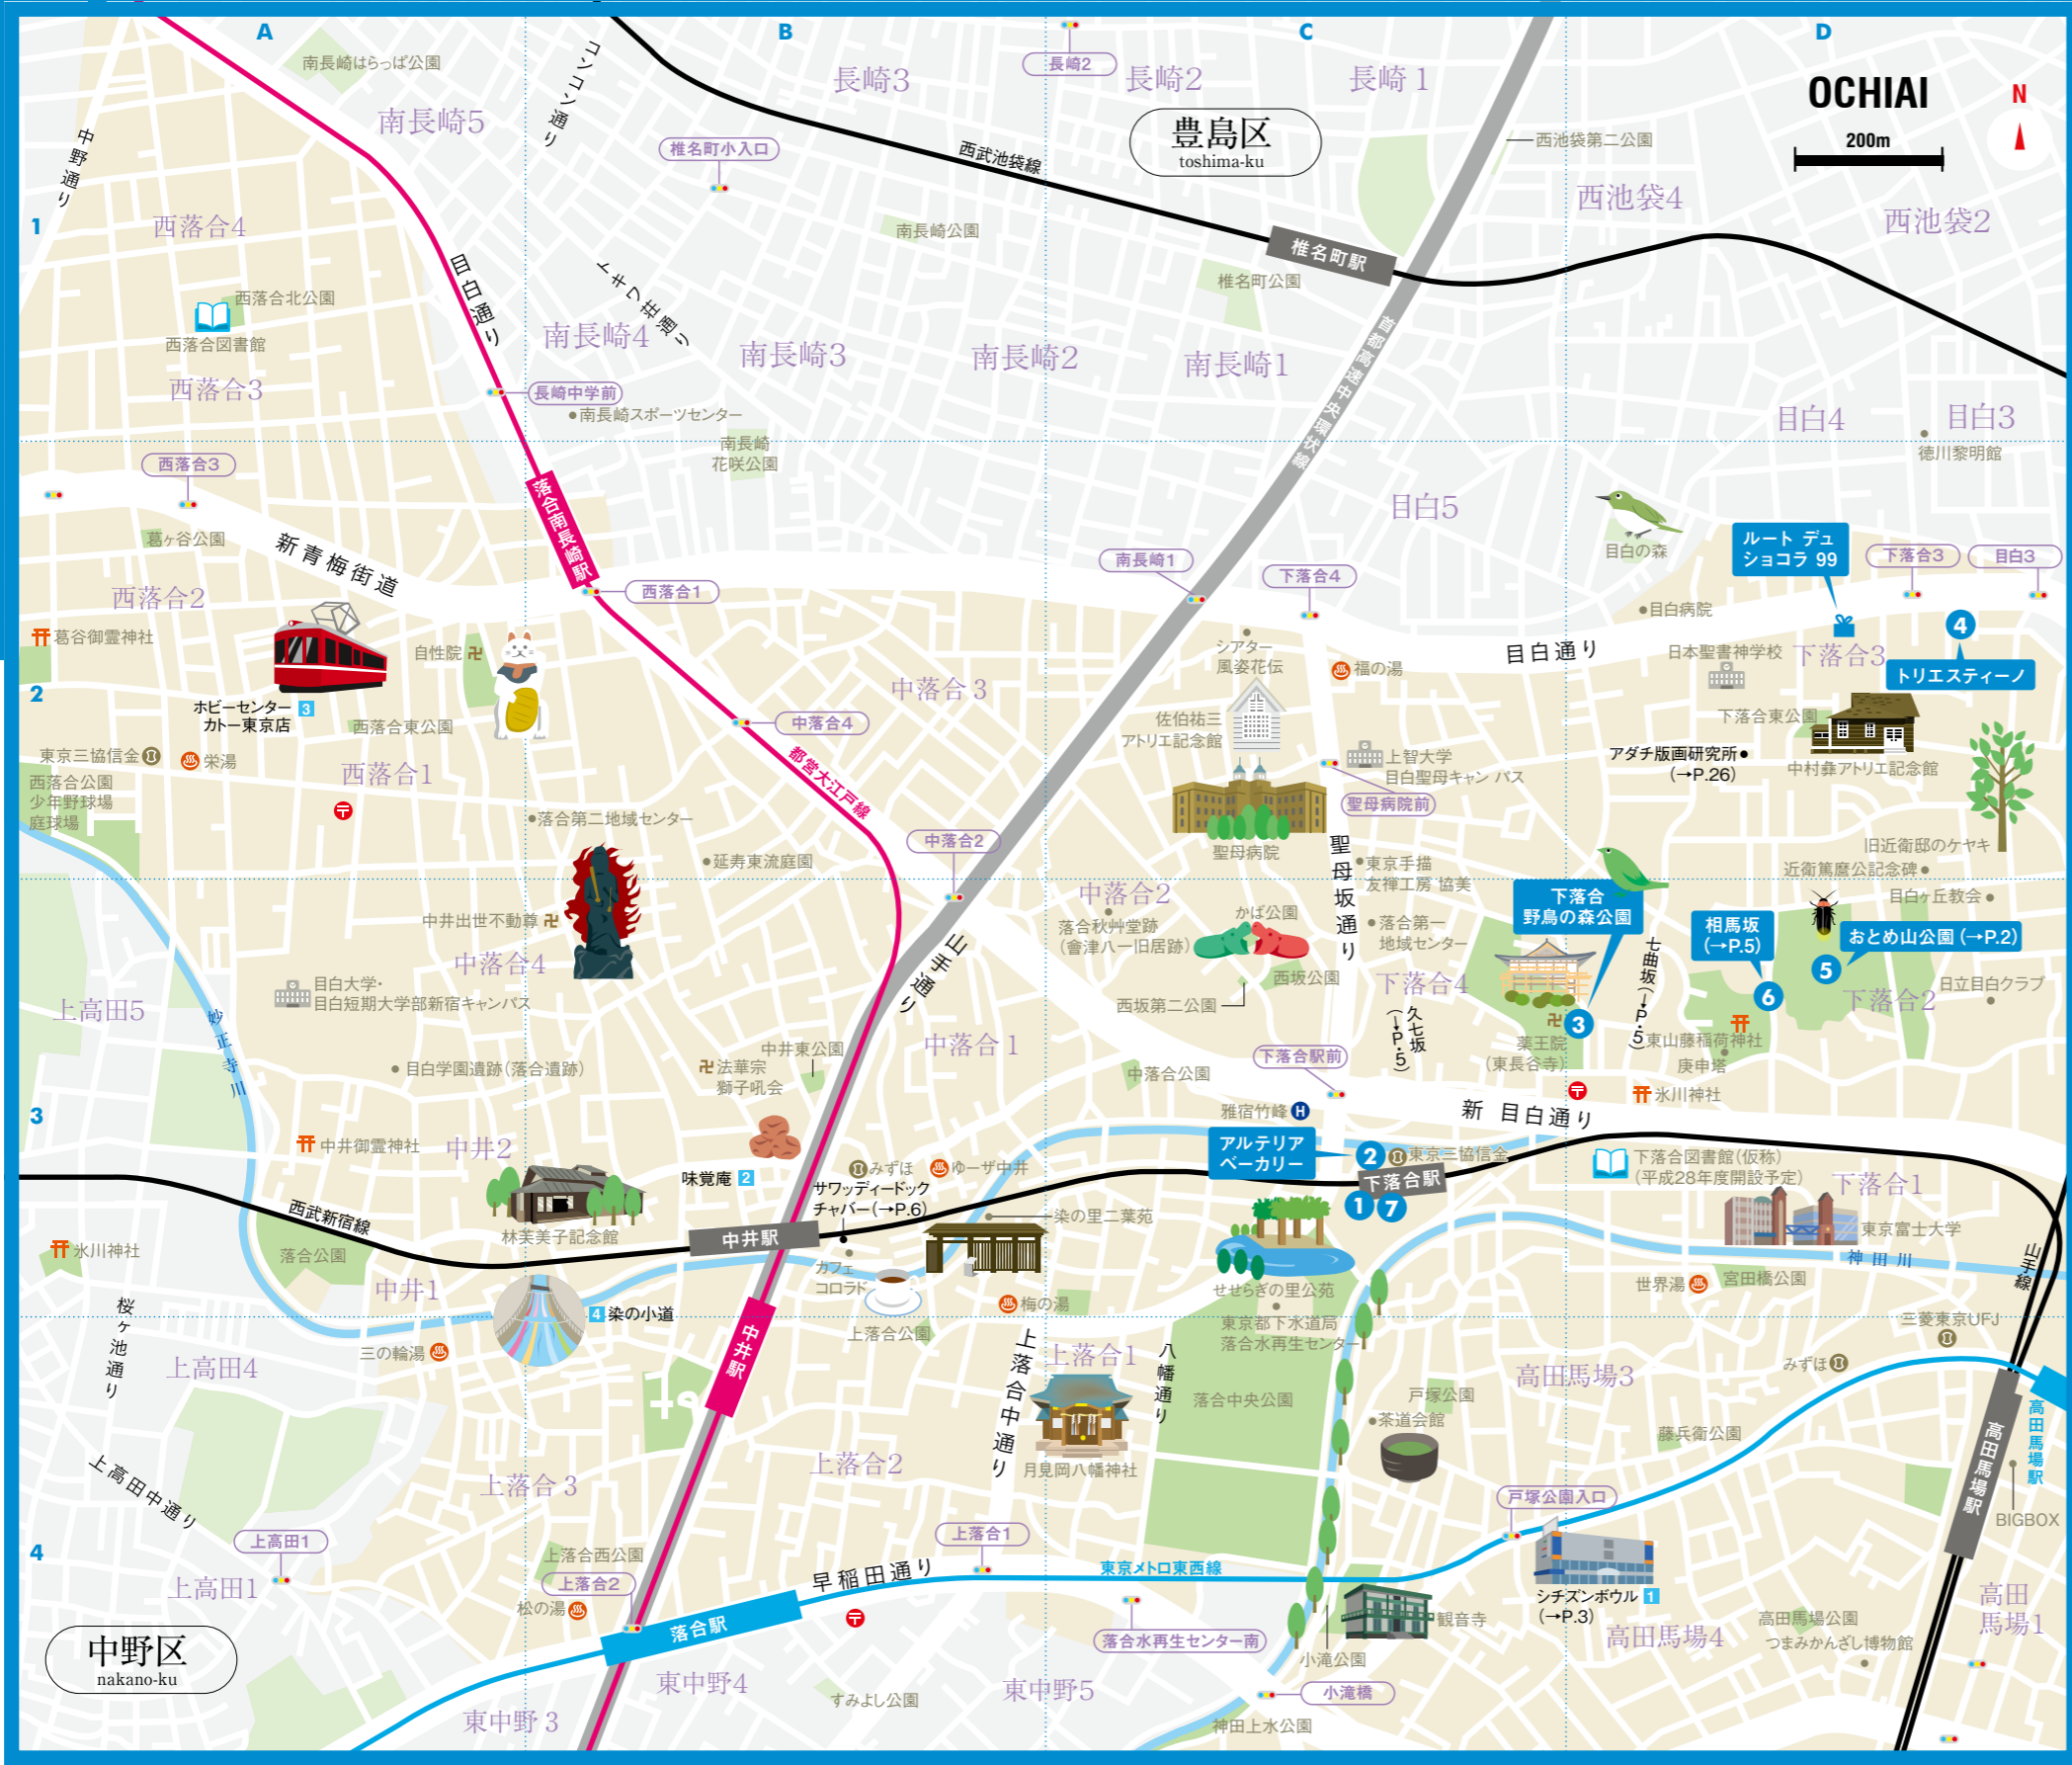 A
B
C
D
OCHIAI
200m
N
南長崎はらっぱ公園
コンコン通り
長崎3
長崎2
長崎2
長崎1
南長崎5
中野通り
豊島区
toshima-ku
椎名町小入口
西武池袋線
西池袋第二公園
西池袋4
西池袋2
1
西落合4
目白通り
トキワ荘通り
南長崎公園
椎名町駅
椎名町公園
西落合北公園
西落合図書館
西落合3
南長崎4
南長崎3
南長崎2
南長崎1
首都高速中央環状線
長崎中学前
南長崎スポーツセンター
南長崎
花咲公園
目白4
目白3
徳川黎明館
西落合3
落合南長崎駅
目白5
目白の森
葛ヶ谷公園
新青梅街道
西落合2
西落合1
南長崎1
下落合4
ルート デュ
ショコラ 99
下落合3
目白3
目白病院
葛谷御霊神社
自性院
シアター
風姿花伝
福の湯
目白通り
日本聖書神学校
下落合3
4
トリエスティーノ
2
ホビーセンター
カトー東京店
3
西落合東公園
中落合3
中落合4
佐伯祐三
アトリエ記念館
下落合東公園
東京三協信金
栄湯
西落合1
都営大江戸線
上智大学
目白聖母キャンパス
アダチ版画研究所
(→P.26)
中村彝アトリエ記念館
西落合公園
少年野球場
庭球場
落合第二地域センター
中落合2
聖母病院前
聖母病院
聖母坂通り
延寿東流庭園
東京手描
友禅工房 協美
旧近衛邸のケヤキ
近衛篤麿公記念碑
中井出世不動尊
中落合4
中落合2
落合秋艸堂跡
(會津八一旧居跡)
かば公園
落合第一
地域センター
下落合
野鳥の森公園
相馬坂
(→P.5)
目白ヶ丘教会
おとめ山公園(→P.2)
5
目白大学・
目白短期大学部新宿キャンパス
上高田5
妙正寺川
山手通り
西坂公園
西坂第二公園
下落合4
久七坂
(→P.5)
七曲坂(→P.5)
6
下落合2
日立目白クラブ
3
薬王院
(東長谷寺)
東山藤稲荷神社
庚申塔
目白学園遺跡(落合遺跡)
法華宗
獅子吼会
中井東公園
中落合1
中落合公園
下落合駅前
氷川神社
3
雅宿竹峰
H
新目白通り
中井御霊神社
中井2
味覚庵
2
みずほ
ゆーザ中井
サワッディードック
チャバー(→P.6)
アルテリア
ベーカリー
2
東京三協信金
下落合駅
1
7
下落合図書館(仮称)
(平成28年度開設予定)
下落合1
西武新宿線
林芙美子記念館
中井駅
染の里二葉苑
東京富士大学
氷川神社
落合公園
中井1
カフェ
コロラド
せせらぎの里公苑
神田川
世界湯
宮田橋公園
山手線
桜ヶ池通り
4
染の小道
梅の湯
東京都下水道局
落合水再生センター
三菱東京UFJ
三の輪湯
中井駅
上落合公園
上落合中通り
上落合1
八幡通り
みずほ
上高田4
落合中央公園
戸塚公園
茶道会館
高田馬場3
藤兵衛公園
高田馬場駅
高田馬場駅
BIGBOX
上高田中通り
上落合3
上落合2
月見岡八幡神社
戸塚公園入口
4
上高田1
上高田1
上落合西公園
上落合2
松の湯
早稲田通り
上落合1
東京メトロ東西線
落合駅
落合水再生センター南
小滝公園
観音寺
シチズンボウル
1
(→P.3)
高田馬場4
高田馬場公園
つまみかんざし博物館
高田
馬場1
中野区
nakano-ku
東中野4
東中野3
すみよし公園
東中野5
小滝橋
神田上水公園